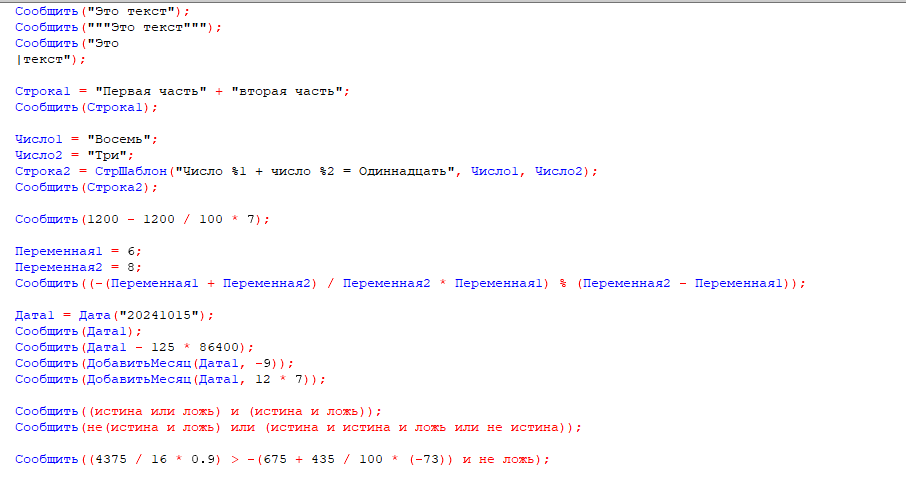 Сообщить("Это текст");
Сообщить("""Это текст""");
Сообщить("Это
|текст");
Строка1 = "Первая часть" + "вторая часть";
Сообщить(Строка1);
Число1 = "Восемь";
Число2 = "Три";
Строка2 = СтрШаблон("Число %1 + число %2 = Одиннадцать", Число1, Число2);
Сообщить(Строка2);
Сообщить(1200 - 1200 / 100 * 7);
Переменная1 = 6;
Переменная2 = 8;
Сообщить((-(Переменная1 + Переменная2) / Переменная2 * Переменная1) % (Переменная2 - Переменная1));
Дата1 = Дата("20241015");
Сообщить(Дата1);
Сообщить(Дата1 - 125 * 86400);
Сообщить(ДобавитьМесяц(Дата1, -9));
Сообщить(ДобавитьМесяц(Дата1, 12 * 7));
Сообщить((истина или ложь) и (истина и ложь));
Сообщить(не(истина и ложь) или (истина и истина и ложь или не истина));
Сообщить((4375 / 16 * 0.9) > -(675 + 435 / 100 * (-73)) и не ложь);